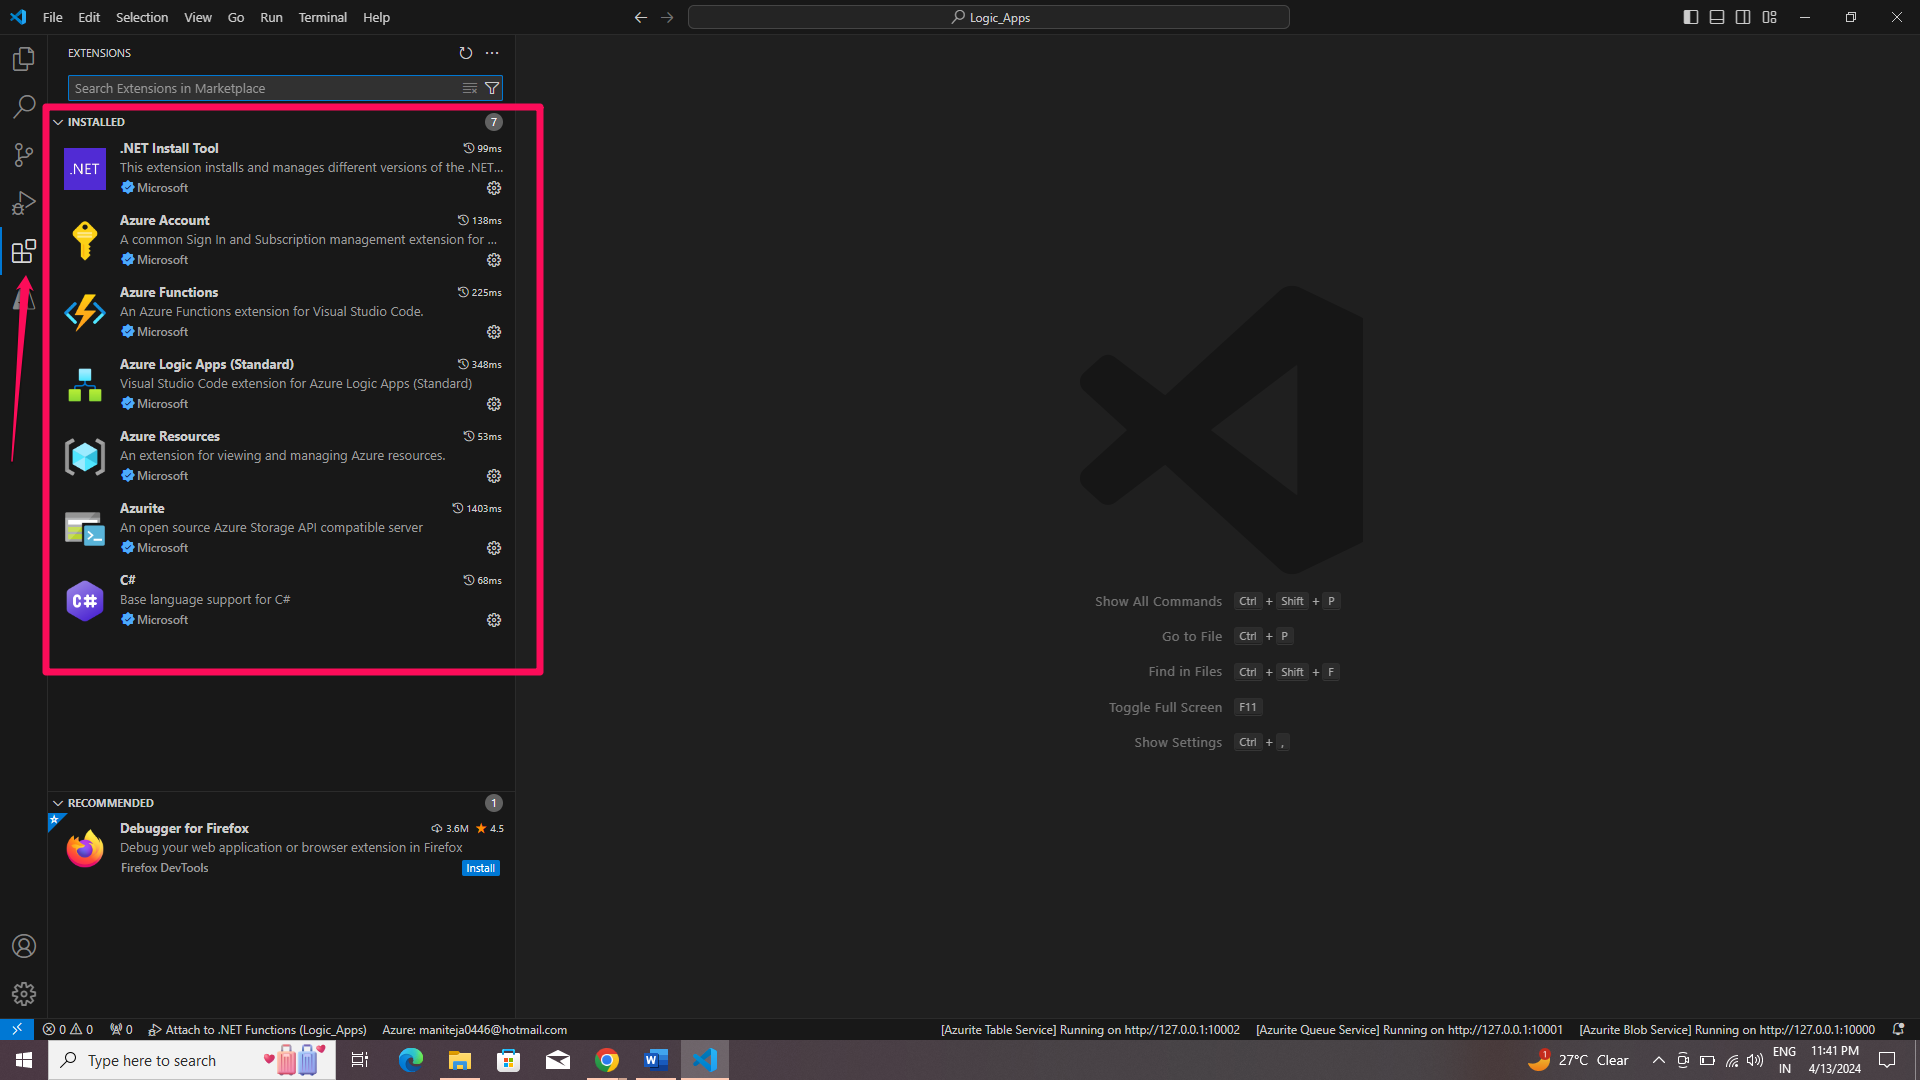 File Edit Selection View Go Run Terminal Help
Logic_Apps
EXTENSIONS
Search Extensions in Marketplace
INSTALLED 7
.NET
.NET Install Tool 99ms
This extension installs and manages different versions of the .NET...
Microsoft
Azure Account 138ms
A common Sign In and Subscription management extension for ...
Microsoft
Azure Functions 225ms
An Azure Functions extension for Visual Studio Code.
Microsoft
Azure Logic Apps (Standard) 348ms
Visual Studio Code extension for Azure Logic Apps (Standard)
Microsoft
Azure Resources 53ms
An extension for viewing and managing Azure resources.
Microsoft
Azurite 1403ms
An open source Azure Storage API compatible server
Microsoft
C#
C# 68ms
Base language support for C#
Microsoft
Show All Commands Ctrl + Shift + P
Go to File Ctrl + P
Find in Files Ctrl + Shift + F
Toggle Full Screen F11
Show Settings Ctrl + ,
RECOMMENDED 1
Debugger for Firefox 3.6M 4.5
Debug your web application or browser extension in Firefox
Firefox DevTools Install
0 0 0 Attach to .NET Functions (Logic_Apps) Azure: maniteja0446@hotmail.com [Azurite Table Service] Running on http://127.0.0.1:10002 [Azurite Queue Service] Running on http://127.0.0.1:10001 [Azurite Blob Service] Running on http://127.0.0.1:10000
Type here to search
W
1
27°C Clear
ENG
IN
11:41 PM
4/13/2024